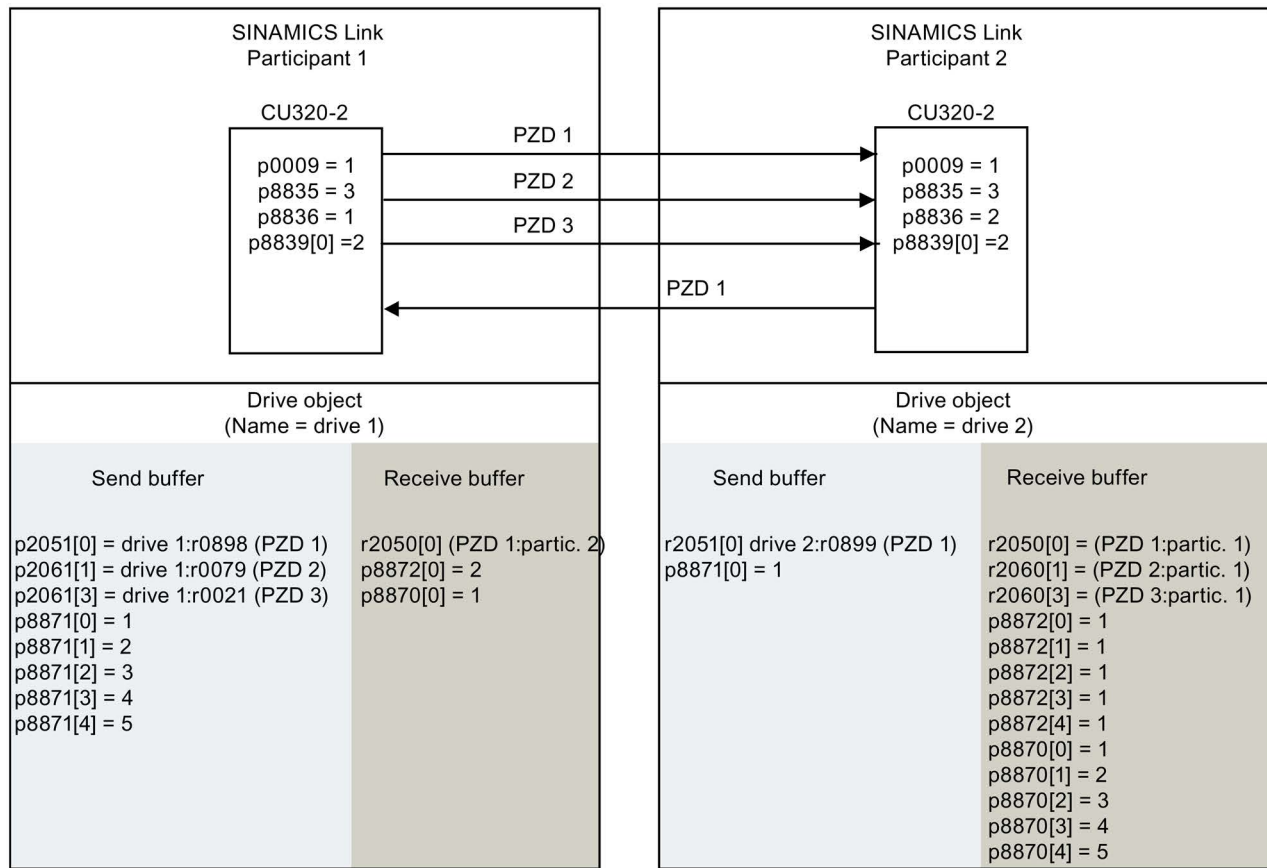 SINAMICS Link
Participant 1
CU320-2
p0009 = 1
p8835 = 3
p8836 = 1
p8839[0] =2
PZD 1
PZD 2
PZD 3
PZD 1
SINAMICS Link
Participant 2
CU320-2
p0009 = 1
p8835 = 3
p8836 = 2
p8839[0] =2
Drive object
(Name = drive 1)
Send buffer
p2051[0] = drive 1:r0898 (PZD 1)
p2061[1] = drive 1:r0079 (PZD 2)
p2061[3] = drive 1:r0021 (PZD 3)
p8871[0] = 1
p8871[1] = 2
p8871[2] = 3
p8871[3] = 4
p8871[4] = 5
Receive buffer
r2050[0] (PZD 1:partic. 2)
p8872[0] = 2
p8870[0] = 1
Drive object
(Name = drive 2)
Send buffer
r2051[0] drive 2:r0899 (PZD 1)
p8871[0] = 1
Receive buffer
r2050[0] = (PZD 1:partic. 1)
r2060[1] = (PZD 2:partic. 1)
r2060[3] = (PZD 3:partic. 1)
p8872[0] = 1
p8872[1] = 1
p8872[2] = 1
p8872[3] = 1
p8872[4] = 1
p8870[0] = 1
p8870[1] = 2
p8870[2] = 3
p8870[3] = 4
p8870[4] = 5